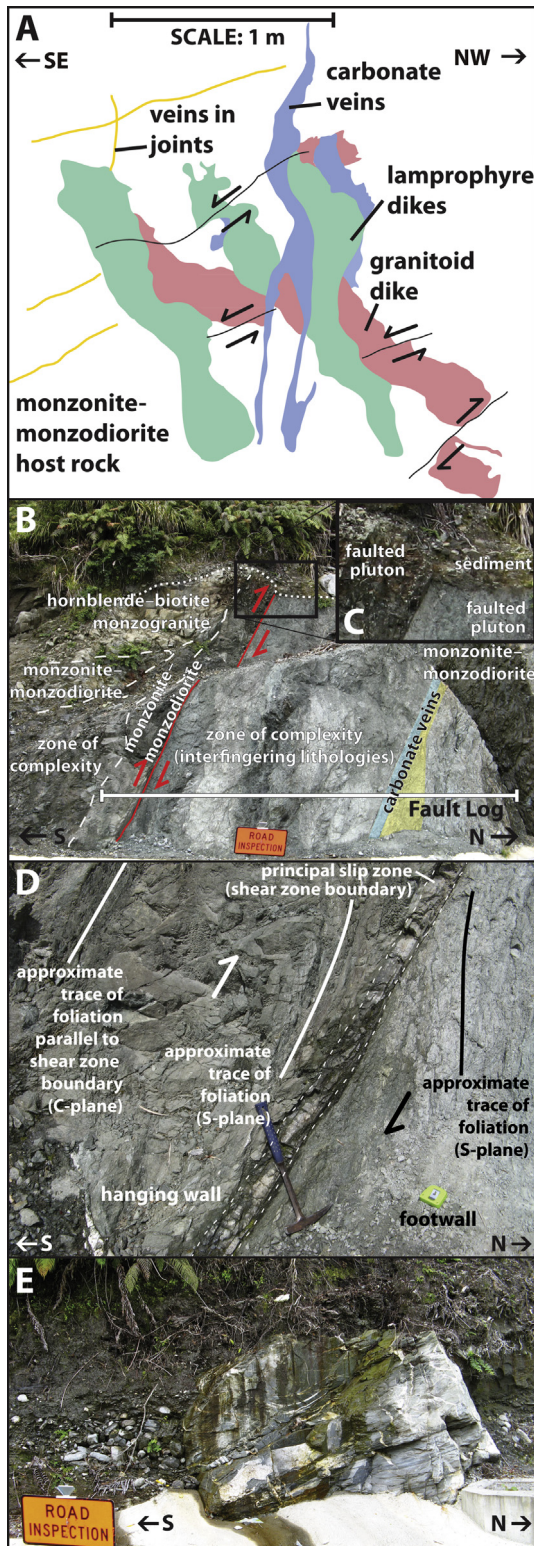 A
SCALE: 1 m
←SE
NW→
carbonate
veins
veins in
joints
lamprophyre
dikes
granitoid
dike
monzonite–
monzodiorite
host rock
B
hornblende–biotite
monzogranite
monzonite–
monzodiorite
monzonite–
monzodiorite
zone of
complexity
zone of complexity
(interfingering lithologies)
faulted
pluton
sediment
C
faulted
pluton
monzonite–
monzodiorite
carbonate veins
Fault Log
←S
ROAD
INSPECTION
N→
D
principal slip zone
(shear zone boundary)
approximate
trace of
foliation
parallel to
shear zone
boundary
(C-plane)
approximate
trace of
foliation
(S-plane)
approximate
trace of
foliation
(S-plane)
hanging wall
footwall
←S
N→
E
ROAD
INSPECTION
←S
N→